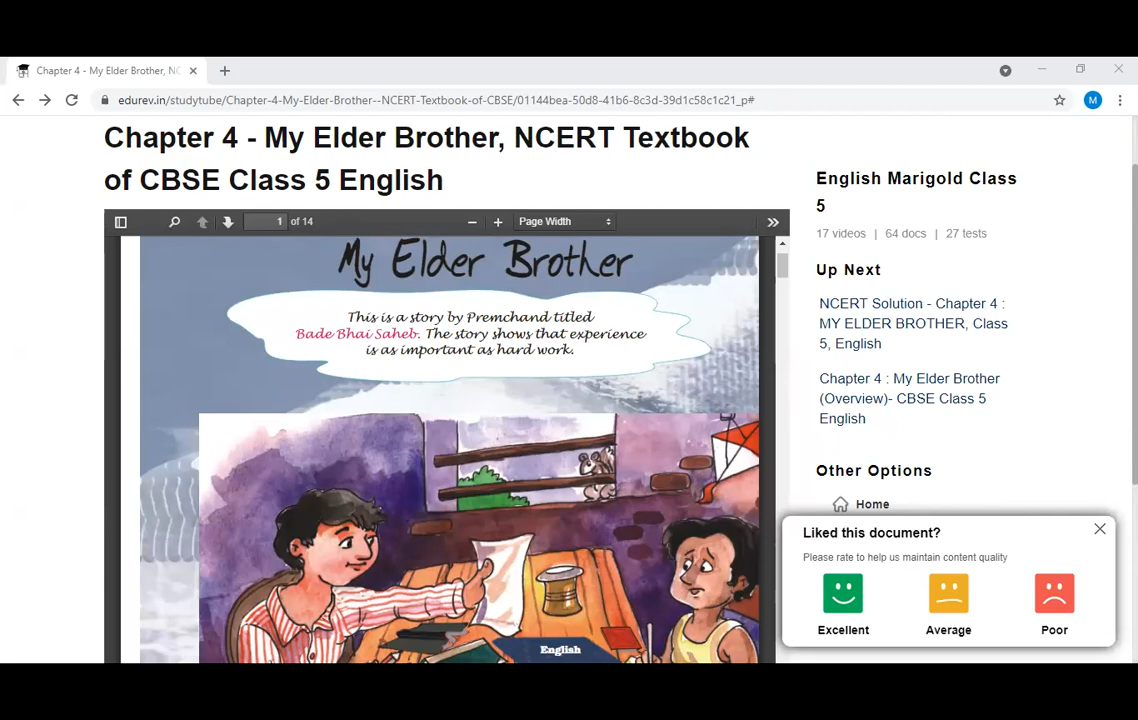 Chapter 4 - My Elder Brother, NC
edurev.in/studytube/Chapter-4-My-Elder-Brother--NCERT-Textbook-of-CBSE/01144bea-50d8-41b6-8c3d-39d1c58c1c21_p#
M
Chapter 4 - My Elder Brother, NCERT Textbook
of CBSE Class 5 English
1 of 14
Page Width
My Elder Brother
This is a story by Premchand titled
Bade Bhai Saheb. The story shows that experience
is as important as hard work.
English
English Marigold Class
5
17 videos | 64 docs | 27 tests
Up Next
NCERT Solution - Chapter 4 :
MY ELDER BROTHER, Class
5, English
Chapter 4 : My Elder Brother
(Overview)- CBSE Class 5
English
Other Options
Home
Liked this document?
Please rate to help us maintain content quality
Excellent
Average
Poor